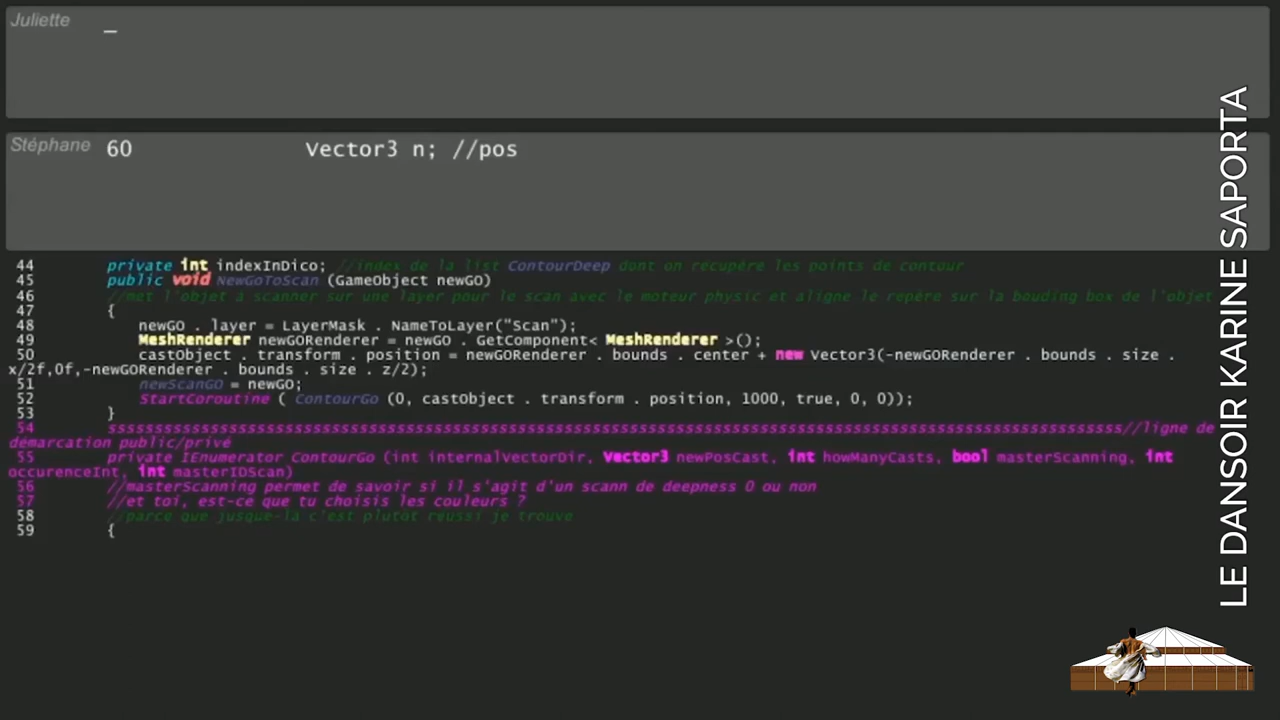 Juliette _
Stéphane 60 Vector3 n; //pos
44 private int indexInDico; //index de la list ContourDeep dont on récupère les points de contour
45 public void NewGoToScan (GameObject newGO)
46 //met l'objet à scanner sur une layer pour le scan avec le moteur physic et aligne le repère sur la bouding box de l'objet
47 {
48 newGO . layer = LayerMask . NameToLayer("Scan");
49 MeshRenderer newGORenderer = newGO . GetComponent< MeshRenderer >();
50 castObject . transform . position = newGORenderer . bounds . center + new Vector3(-newGORenderer . bounds . size .
x/2f,0f,-newGORenderer . bounds . size . z/2);
51 newScanGO = newGO;
52 StartCoroutine ( ContourGo (0, castObject . transform . position, 1000, true, 0, 0));
53 }
54 sssssssssssssssssssssssssssssssssssssssssssssssssssssssssssssssssssssssssssssssssssssssssssssssssssssssssssssssssssssssssssssss//ligne de
démarcation public/privé
55 private IEnumerator ContourGo (int internalVectorDir, Vector3 newPosCast, int howManyCasts, bool masterScanning, int
occurenceInt, int masterIDScan)
56 //masterScanning permet de savoir si il s'agit d'un scann de deepness 0 ou non
57 //et toi, est-ce que tu choisis les couleurs ?
58 //parce que jusque-là c'est plutôt réussi je trouve
59 {
LE DANSOIR KARINE SAPORTA